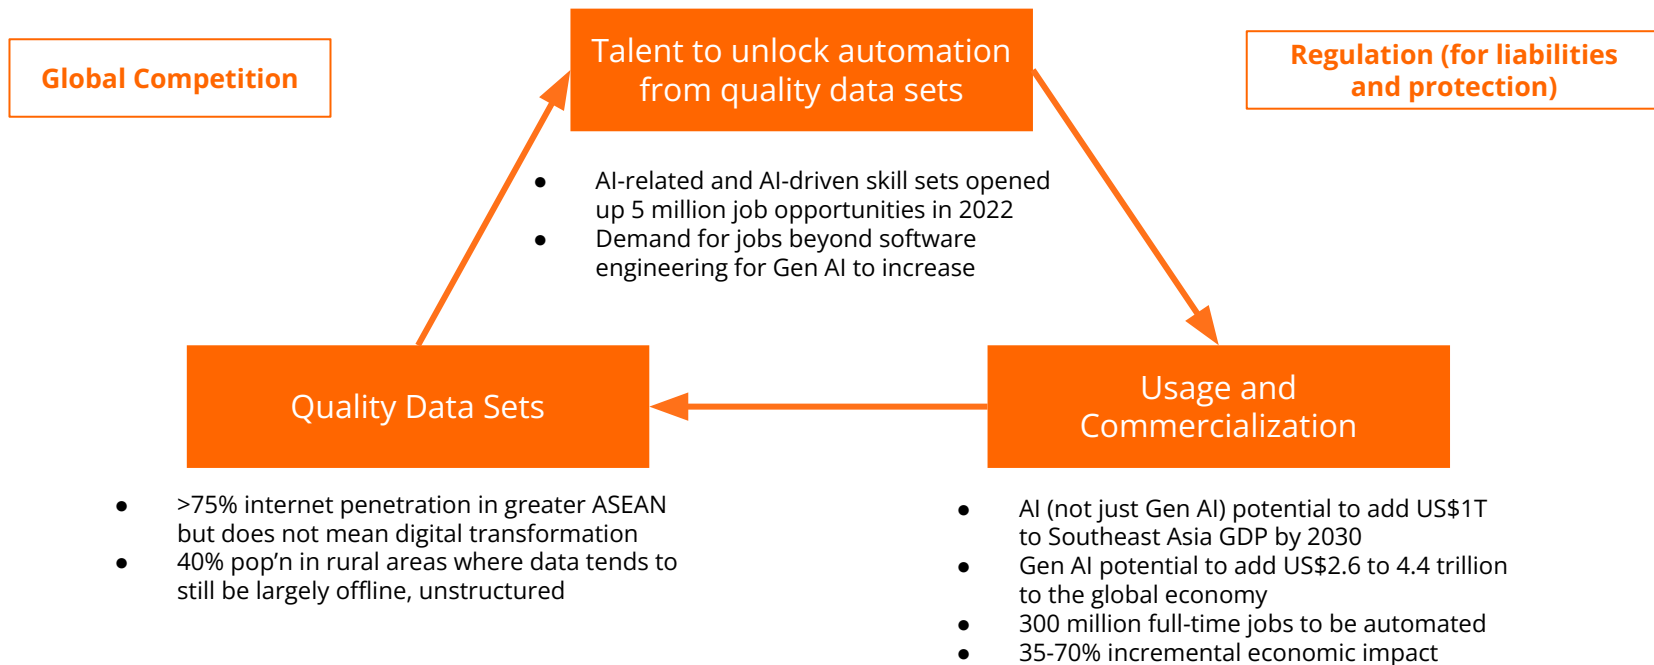 Global Competition
Talent to unlock automation
from quality data sets
Regulation (for liabilities
and protection)
● AI-related and AI-driven skill sets opened
up 5 million job opportunities in 2022
● Demand for jobs beyond software
engineering for Gen AI to increase
Quality Data Sets
Usage and
Commercialization
● >75% internet penetration in greater ASEAN
but does not mean digital transformation
● 40% pop’n in rural areas where data tends to
still be largely offline, unstructured
● AI (not just Gen AI) potential to add US$1T
to Southeast Asia GDP by 2030
● Gen AI potential to add US$2.6 to 4.4 trillion
to the global economy
● 300 million full-time jobs to be automated
● 35-70% incremental economic impact